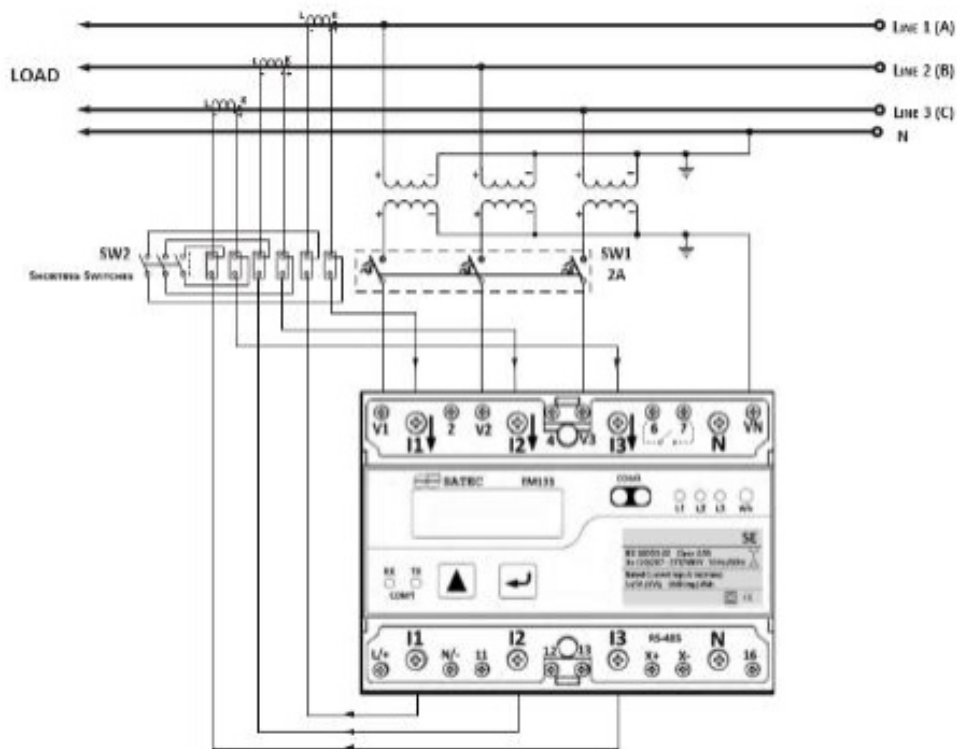 LINE 1 (A)
LINE 2 (B)
LOAD
LINE 3 (C)
N
L K
L K
L K
+ - + - + -
+ - + - + -
SW2
SHORTING SWITCHES
SW1
2A
V1 I1 2 V2 I2 4 V3 I3 6 7 N VN
SATEC EM133
COM1
L1 L2 L3 Wh
SE
RX TX
I1 I2 I3 RS-485 N
L/+ N/- 11 12 13 X+ X- 16